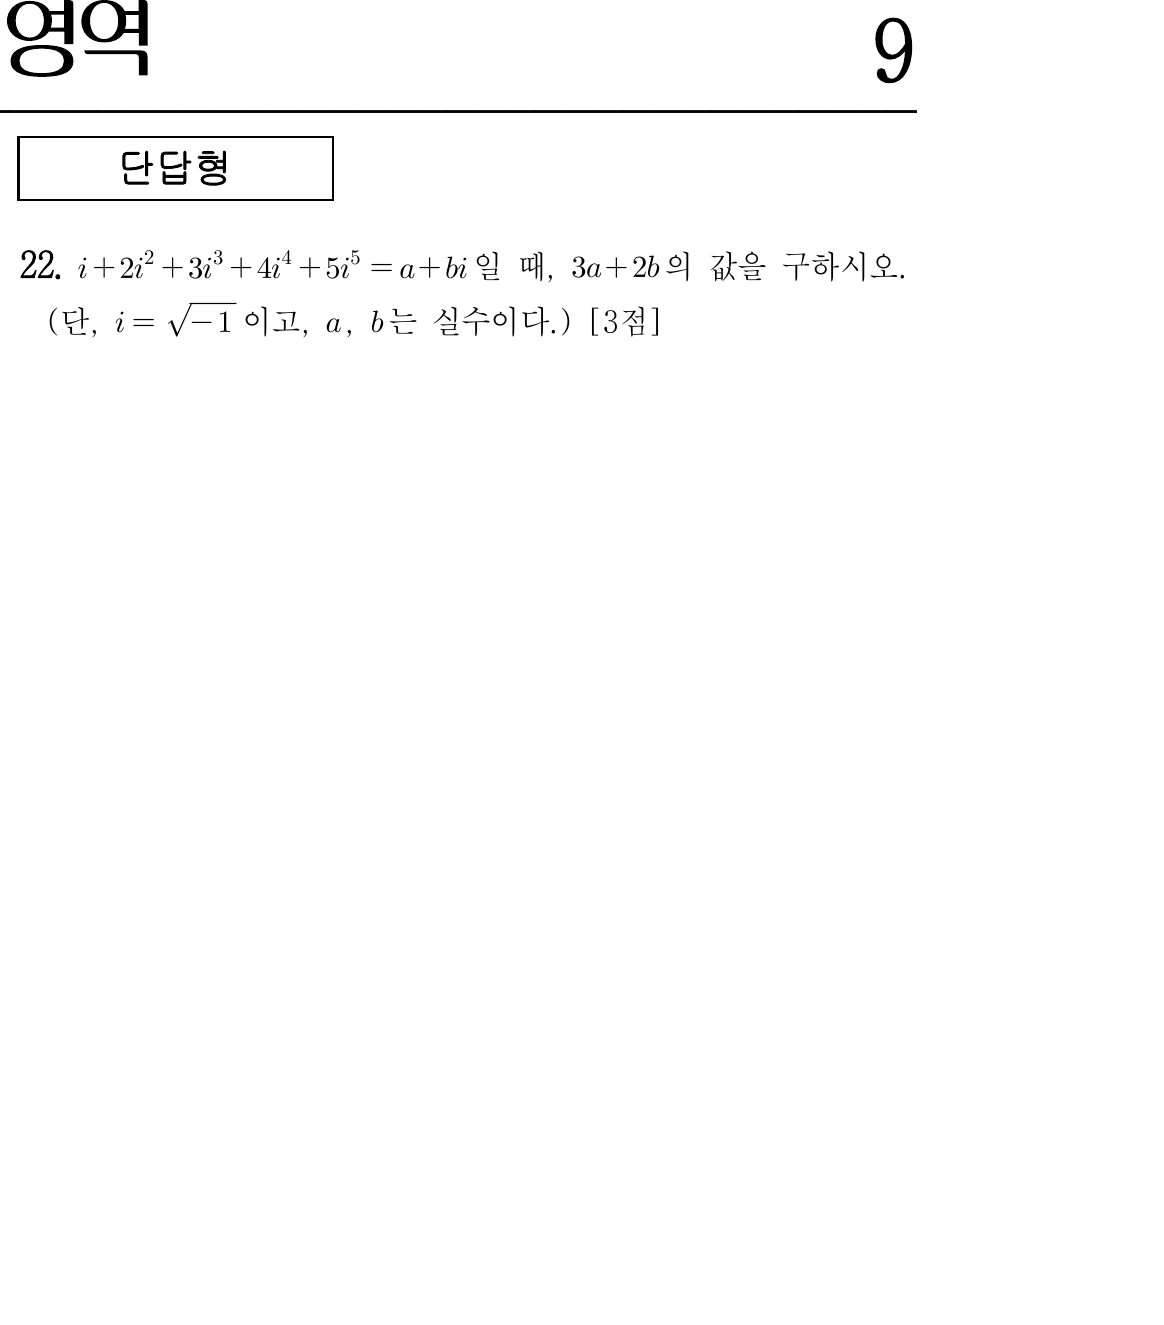 영역
9
단답형
22. $i+2i^2+3i^3+4i^4+5i^5=a+bi$ 일 때, $3a+2b$의 값을 구하시오.
(단, $i=\sqrt{-1}$ 이고, $a$, $b$는 실수이다.) [3점]